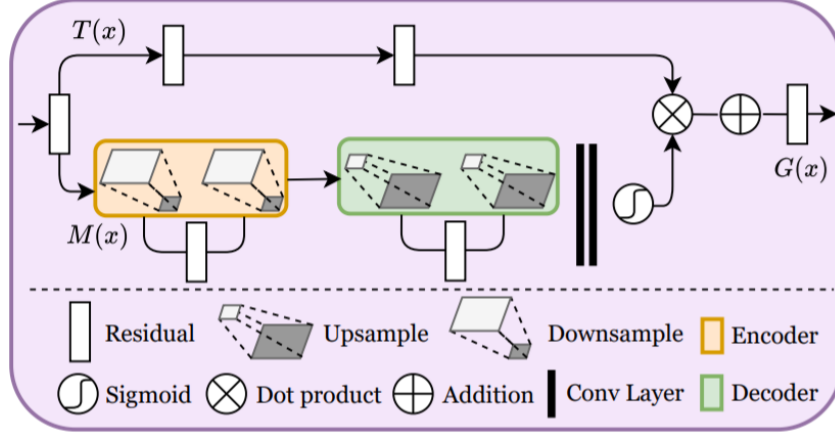 T(x)
G(x)
M(x)
Residual Upsample Downsample Encoder
Sigmoid Dot product Addition Conv Layer Decoder